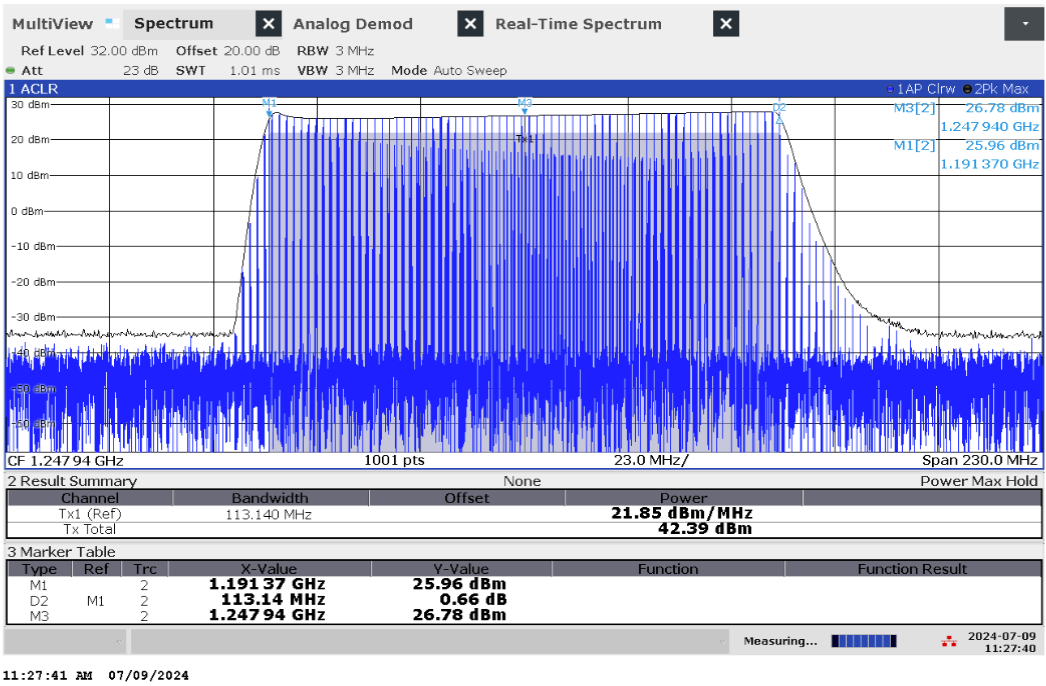 MultiView Spectrum Analog Demod Real-Time Spectrum
Ref Level 32.00 dBm Offset 20.00 dB RBW 3 MHz
Att 23 dB SWT 1.01 ms VBW 3 MHz Mode Auto Sweep
1 ACLR 1AP Clrw 2Pk Max
30 dBm M1 M3 D2 M3[2] 26.78 dBm
1.247 940 GHz
20 dBm Tx1 M1[2] 25.96 dBm
1.191 370 GHz
10 dBm
0 dBm
-10 dBm
-20 dBm
-30 dBm
-40 dBm
-50 dBm
CF 1.247 94 GHz 1001 pts 23.0 MHz/ Span 230.0 MHz
2 Result Summary None Power Max Hold
Channel Bandwidth Offset Power
Tx1 (Ref) 113.140 MHz 21.85 dBm/MHz
Tx Total 42.39 dBm
3 Marker Table
Type Ref Trc X-Value Y-Value Function Function Result
M1 2 1.191 37 GHz 25.96 dBm
D2 M1 2 113.14 MHz 0.66 dB
M3 2 1.247 94 GHz 26.78 dBm
Measuring... 2024-07-09
11:27:40
11:27:41 AM 07/09/2024